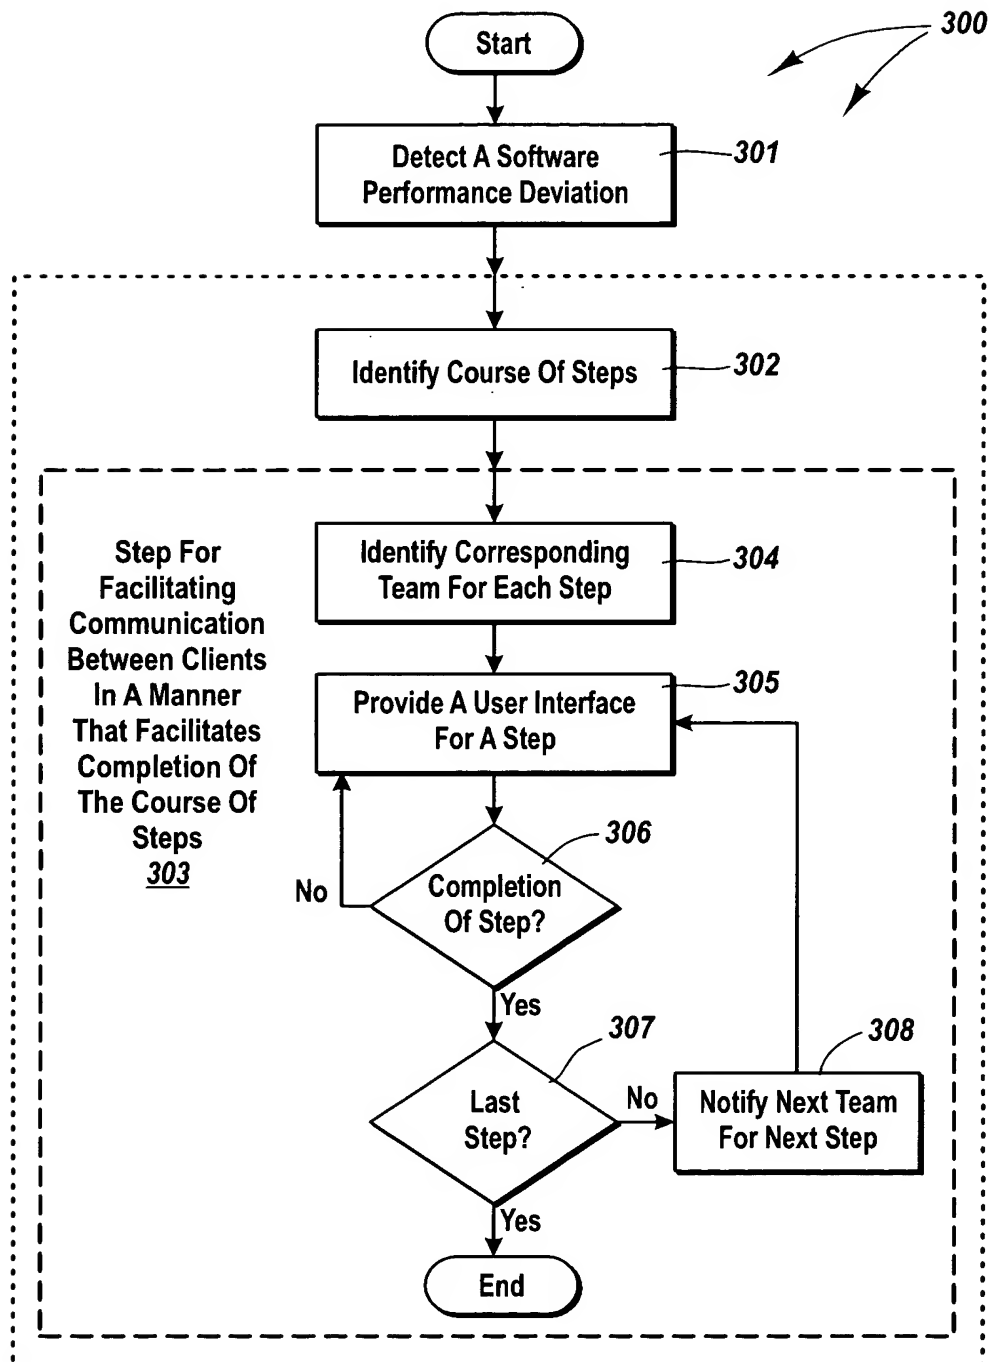 300
Start
Detect A Software
Performance Deviation
301
Identify Course Of Steps
302
Step For
Facilitating
Communication
Between Clients
In A Manner
That Facilitates
Completion Of
The Course Of
Steps
303
Identify Corresponding
Team For Each Step
304
Provide A User Interface
For A Step
305
Completion
Of Step?
306
No
Yes
Last
Step?
307
No
Notify Next Team
For Next Step
308
Yes
End